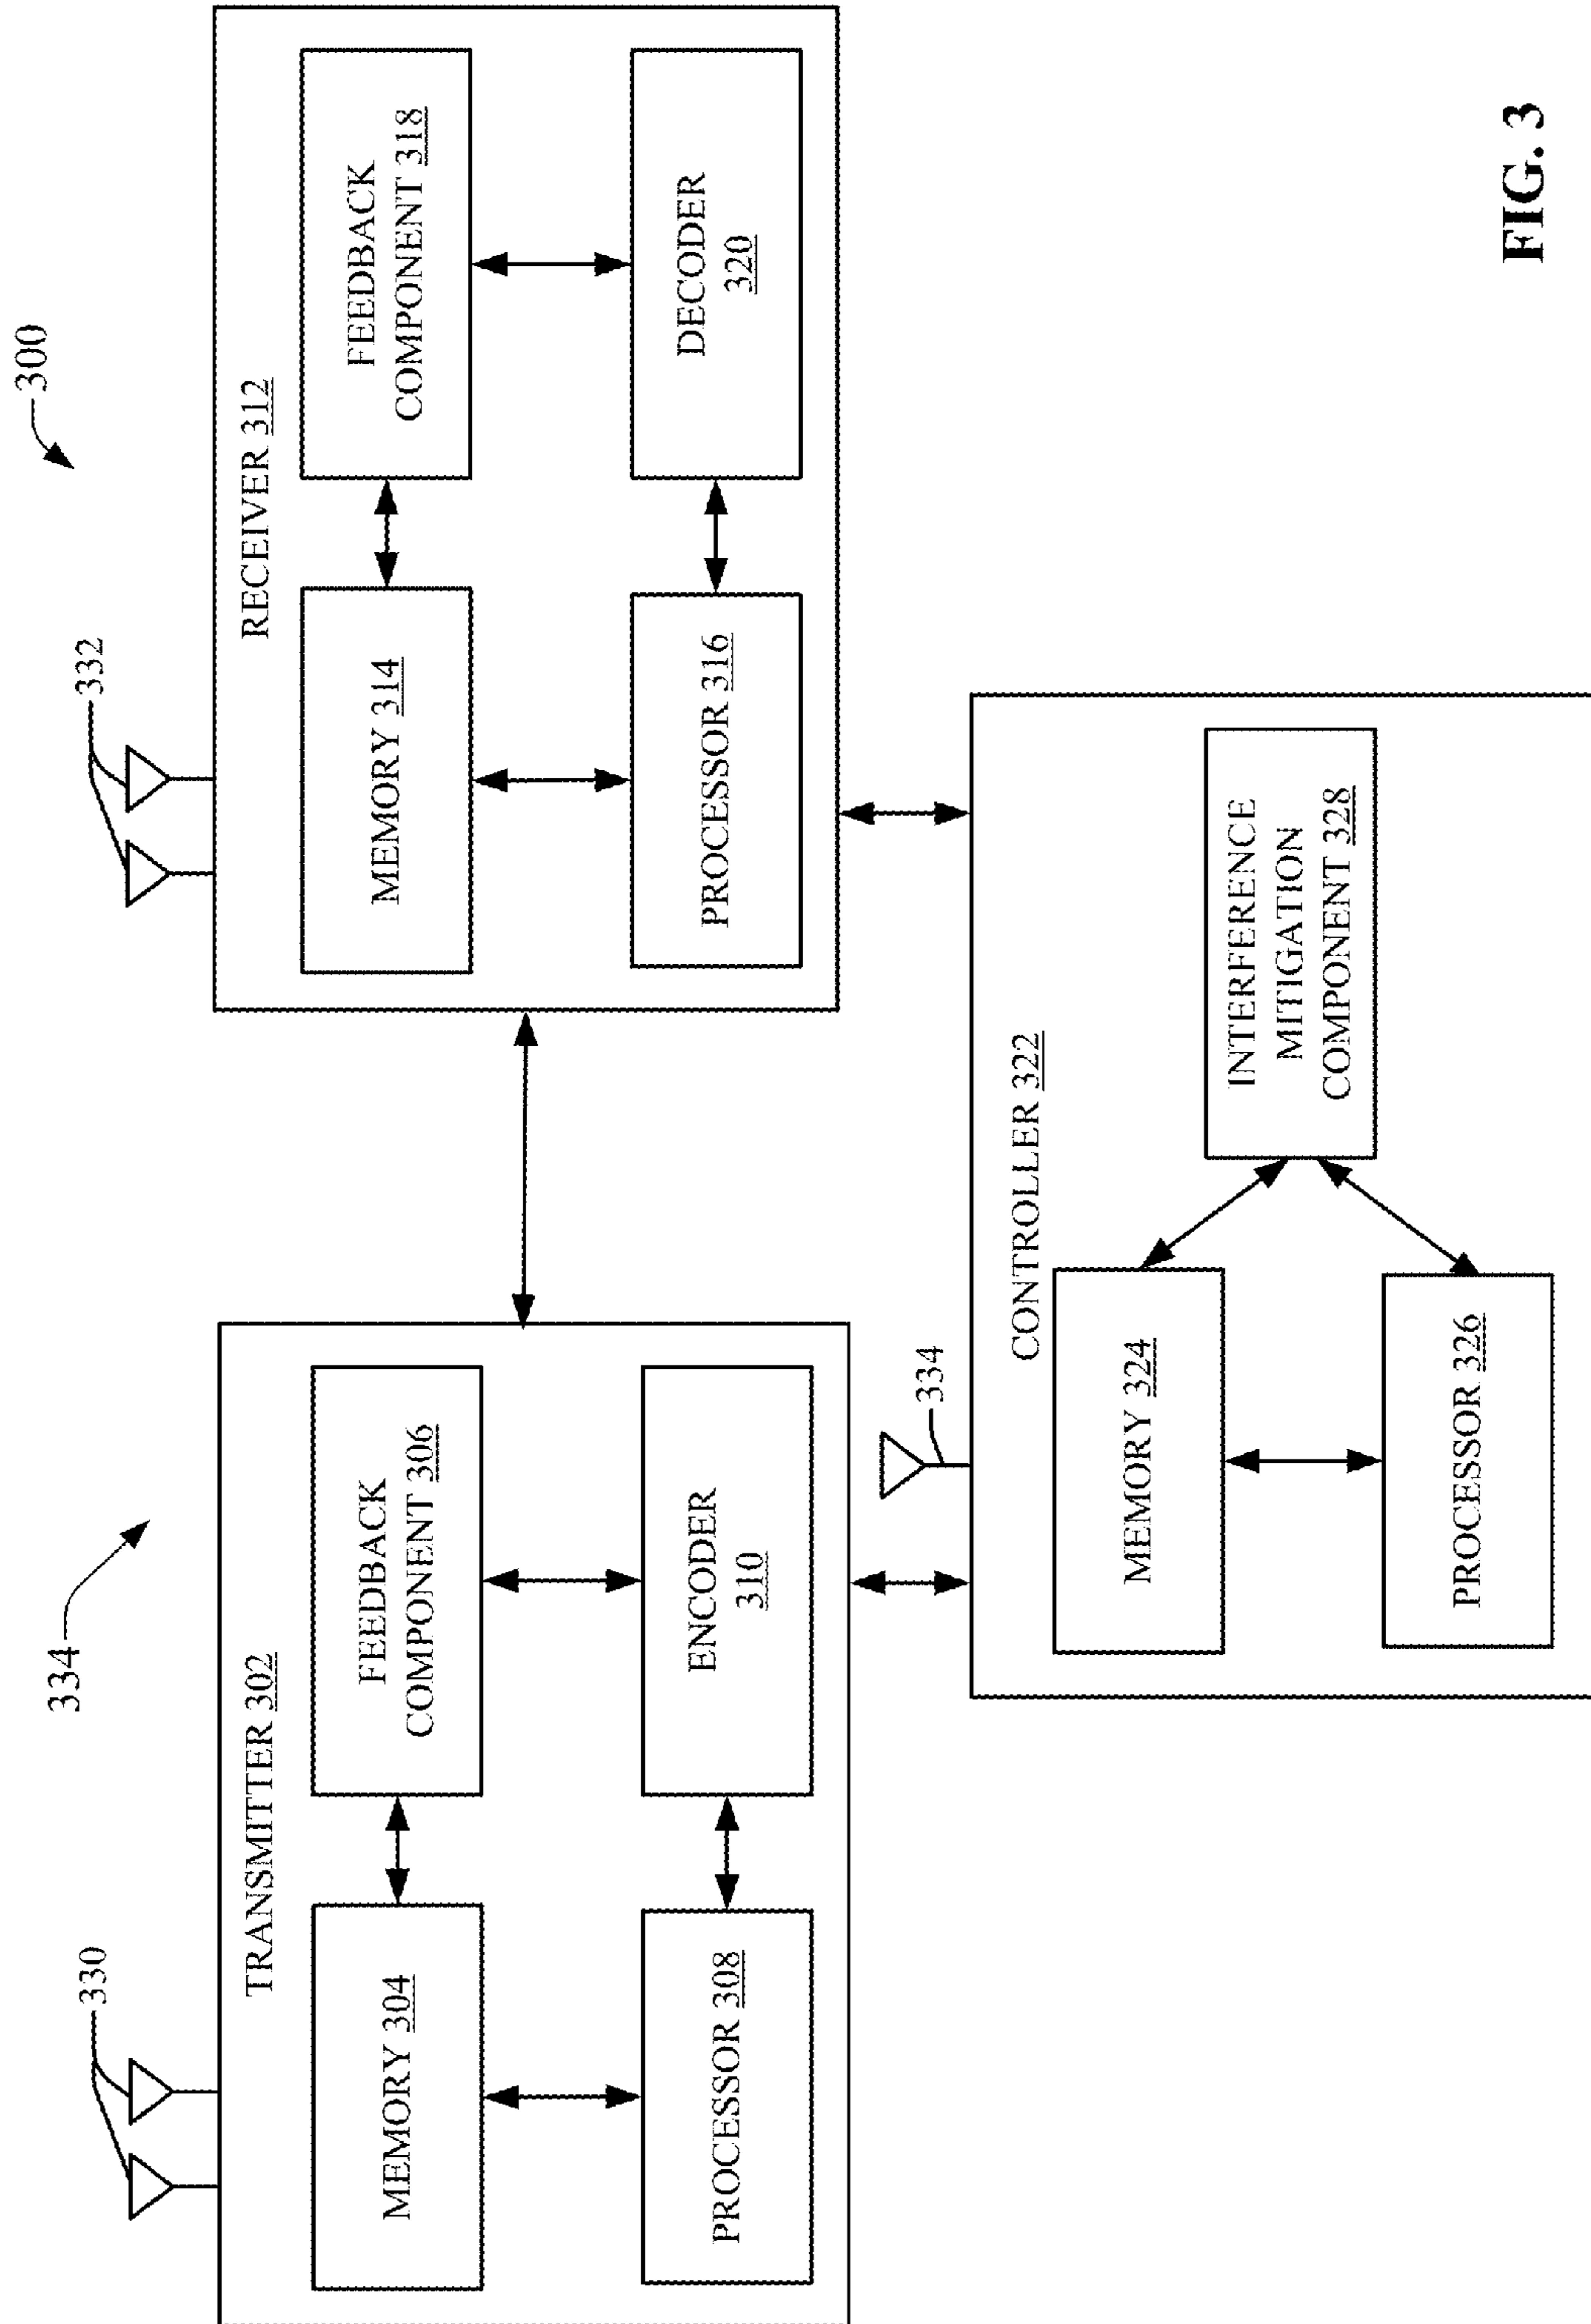 300
334
330
332
TRANSMITTER 302
MEMORY 304
FEEDBACK
COMPONENT 306
PROCESSOR 308
ENCODER
310
RECEIVER 312
MEMORY 314
FEEDBACK
COMPONENT 318
PROCESSOR 316
DECODER
320
334
CONTROLLER 322
MEMORY 324
PROCESSOR 326
INTERFERENCE
MITIGATION
COMPONENT 328
FIG. 3